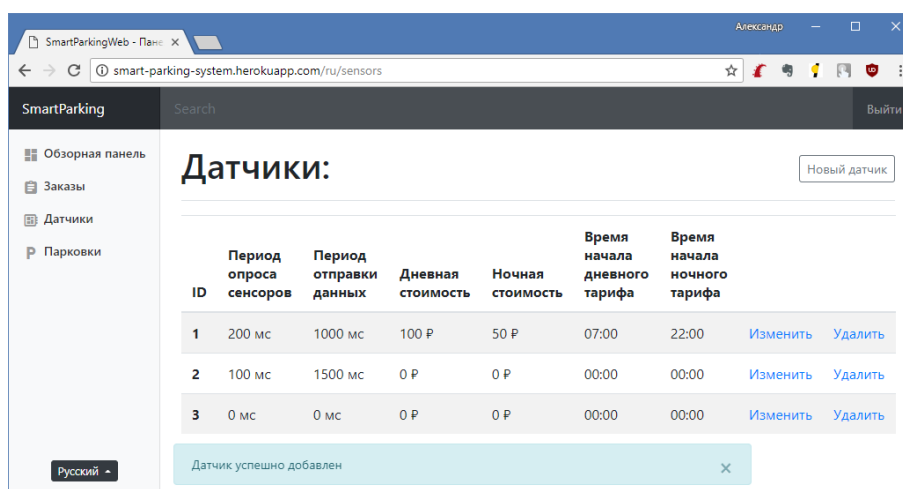 Александр
SmartParkingWeb - Пане
smart-parking-system.herokuapp.com/ru/sensors
SmartParking
Search
Выйти
Обзорная панель
Заказы
Датчики
Парковки
Русский
Датчики:
Новый датчик
ID Период опроса сенсоров Период отправки данных Дневная стоимость Ночная стоимость Время начала дневного тарифа Время начала ночного тарифа
1 200 мс 1000 мс 100 ₽ 50 ₽ 07:00 22:00 Изменить Удалить
2 100 мс 1500 мс 0 ₽ 0 ₽ 00:00 00:00 Изменить Удалить
3 0 мс 0 мс 0 ₽ 0 ₽ 00:00 00:00 Изменить Удалить
Датчик успешно добавлен ×